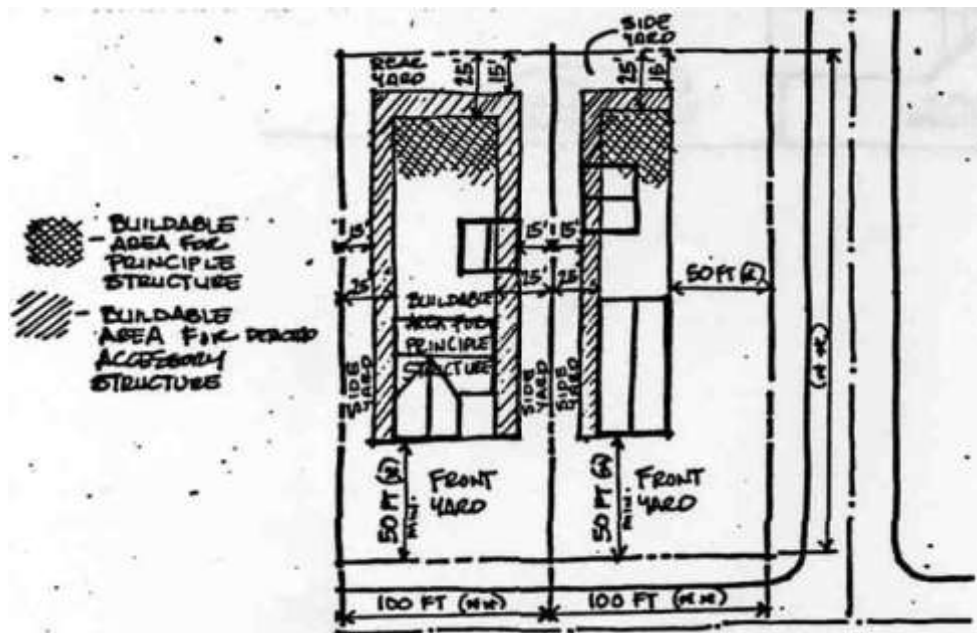 SIDE
YARD
REAR
YARD
25'
15'
25'
15'
BUILDABLE
AREA FOR
PRINCIPLE
STRUCTURE
BUILDABLE
AREA FOR
ACCESSORY
STRUCTURE
15'
15'
15'
25'
25'
25'
50 FT (*)
BUILDABLE
AREA FOR
PRINCIPLE
STRUCTURE
SIDE
YARD
SIDE
YARD
SIDE
YARD
(**)
50 FT (*)
MIN.
FRONT
YARD
50 FT (*)
MIN.
FRONT
YARD
100 FT (**)
100 FT (**)